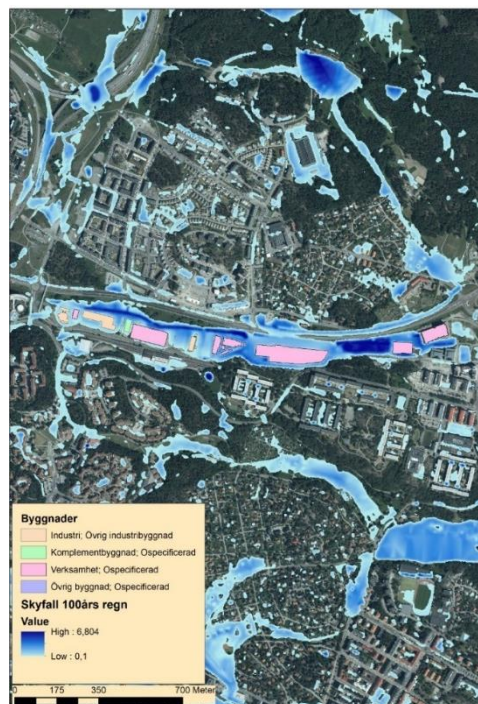 Byggnader
Industri; Övrig industribyggnad
Komplementbyggnad; Ospecificerad
Verksamhet; Ospecificerad
Övrig byggnad; Ospecificerad
Skyfall 100års regn
Value
High : 6,804
Low : 0,1
0 175 350 700 Meter